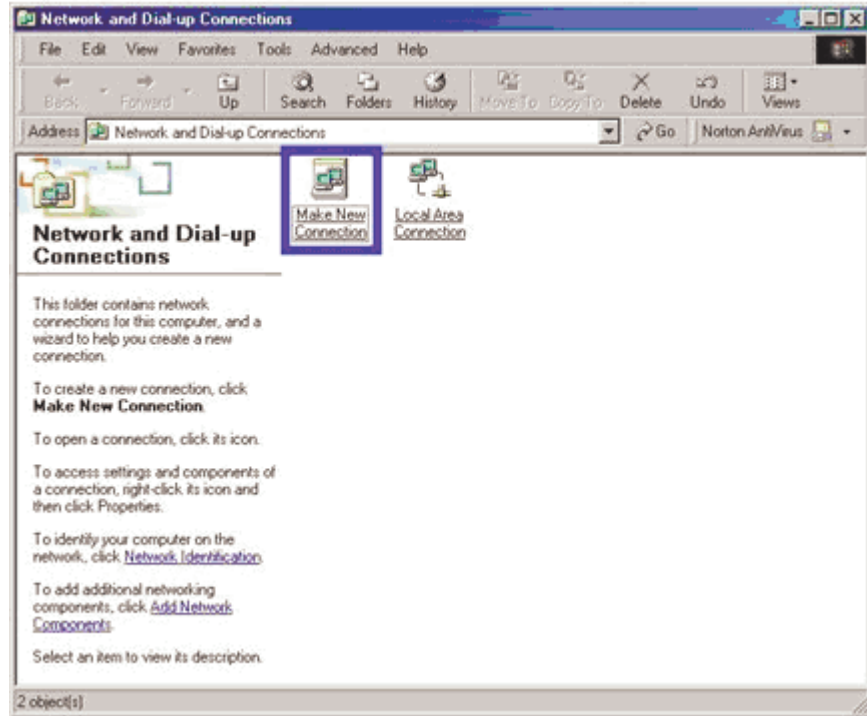 Network and Dial-up Connections
File Edit View Favorites Tools Advanced Help
Back Forward Up Search Folders History Move To Copy To Delete Undo Views
Address Network and Dial-up Connections Go Norton AntiVirus
Make New
Connection
Local Area
Connection
Network and Dial-up
Connections
This folder contains network
connections for this computer, and a
wizard to help you create a new
connection.
To create a new connection, click
Make New Connection.
To open a connection, click its icon.
To access settings and components of
a connection, right-click its icon and
then click Properties.
To identify your computer on the
network, click Network Identification.
To add additional networking
components, click Add Network
Components.
Select an item to view its description.
2 object(s)